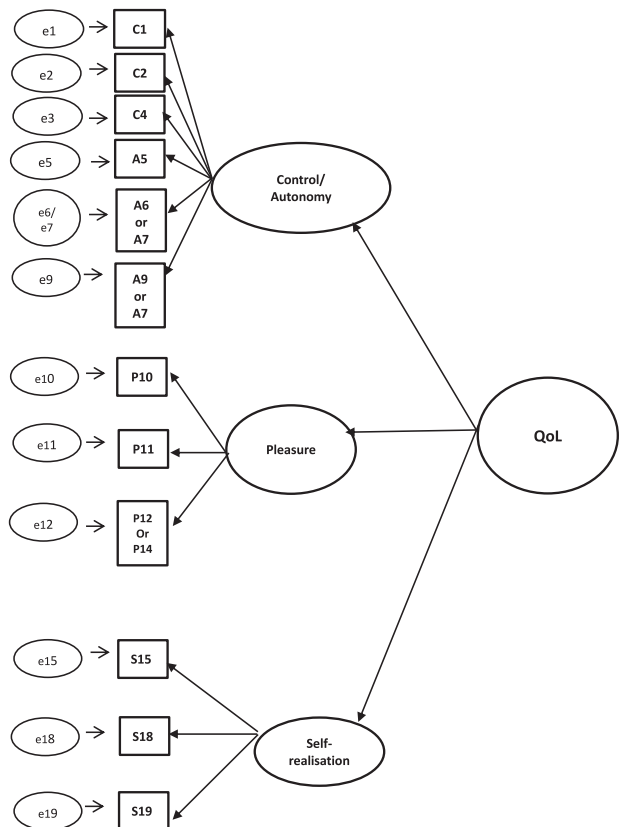 e1
C1
e2
C2
e3
C4
e5
A5
e6/
e7
A6
or
A7
e9
A9
or
A7
Control/
Autonomy
e10
P10
e11
P11
e12
P12
Or
P14
Pleasure
QoL
e15
S15
e18
S18
e19
S19
Self-
realisation